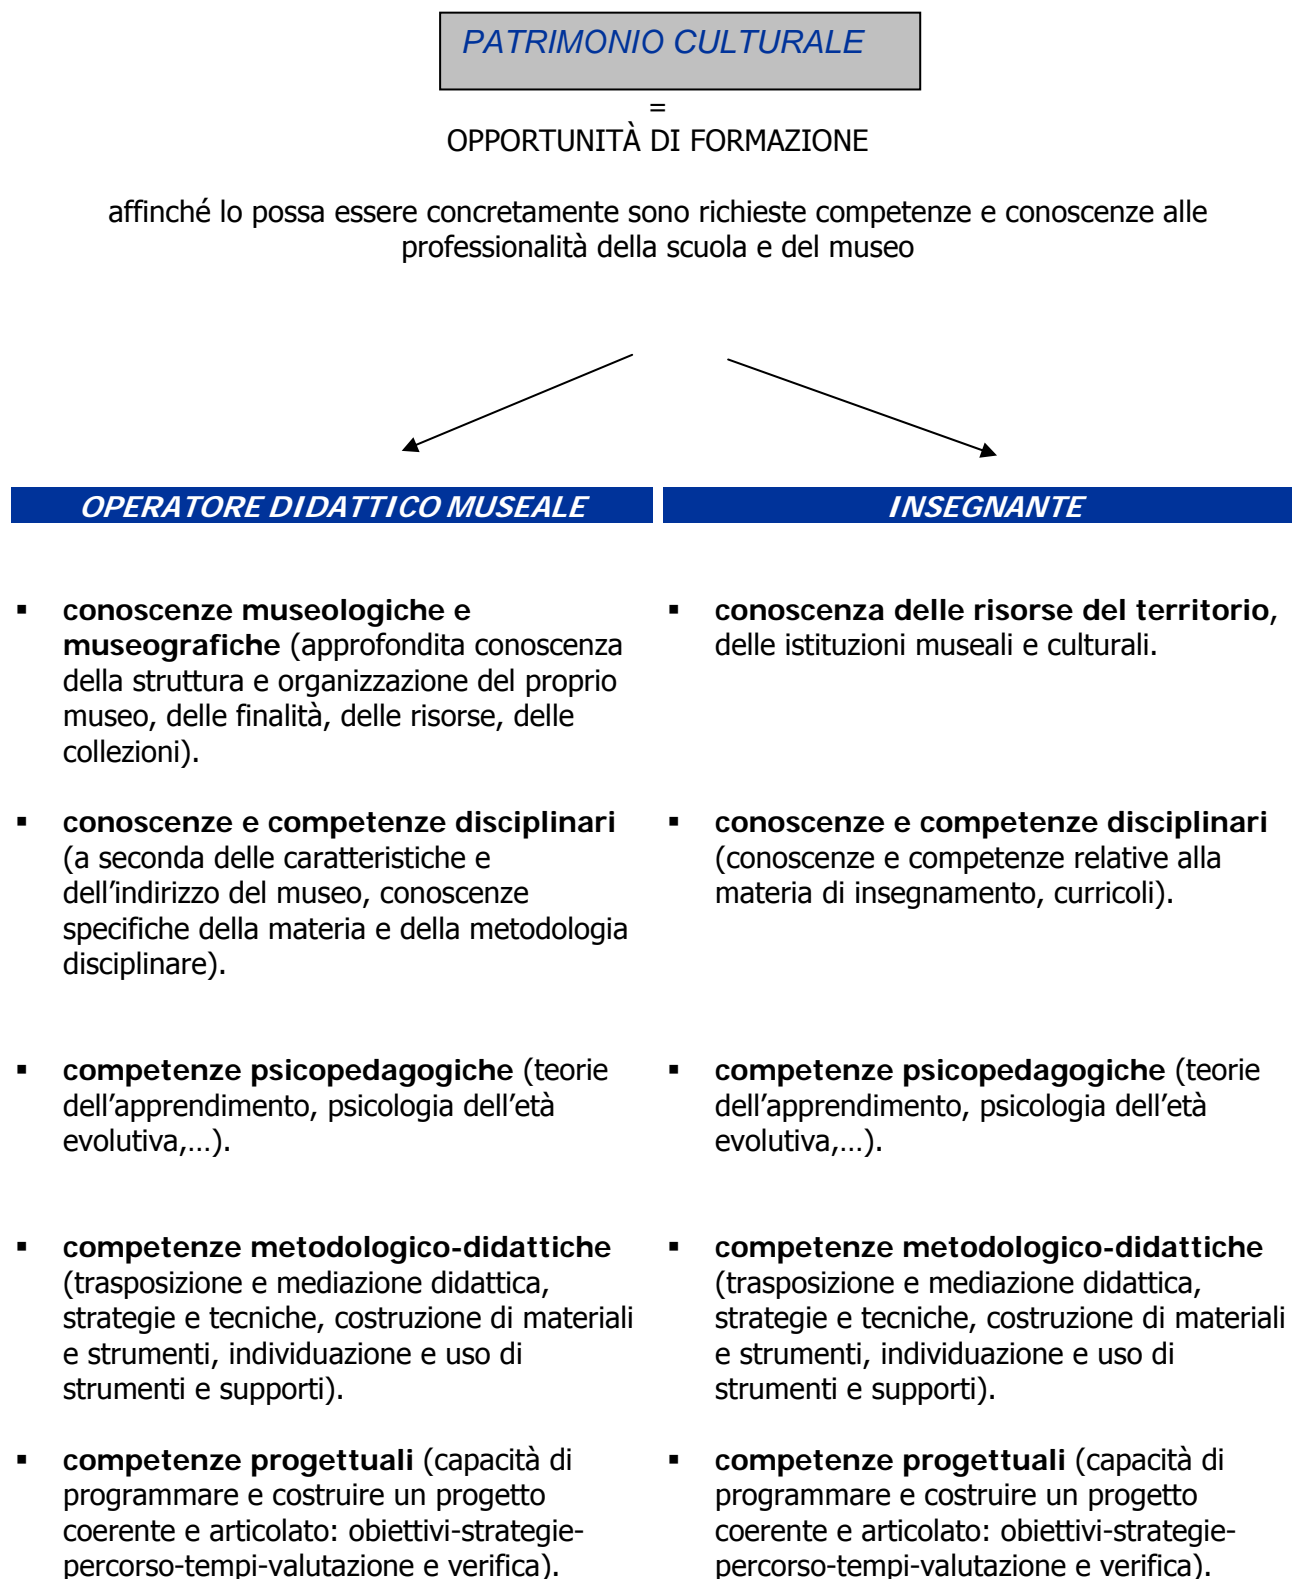 PATRIMONIO CULTURALE
=
OPPORTUNITÀ DI FORMAZIONE
affinché lo possa essere concretamente sono richieste competenze e conoscenze alle
professionalità della scuola e del museo
OPERATORE DIDATTICO MUSEALE
▪ conoscenze museologiche e
museografiche (approfondita conoscenza
della struttura e organizzazione del proprio
museo, delle finalità, delle risorse, delle
collezioni).
▪ conoscenze e competenze disciplinari
(a seconda delle caratteristiche e
dell’indirizzo del museo, conoscenze
specifiche della materia e della metodologia
disciplinare).
▪ competenze psicopedagogiche (teorie
dell’apprendimento, psicologia dell’età
evolutiva,…).
▪ competenze metodologico-didattiche
(trasposizione e mediazione didattica,
strategie e tecniche, costruzione di materiali
e strumenti, individuazione e uso di
strumenti e supporti).
▪ competenze progettuali (capacità di
programmare e costruire un progetto
coerente e articolato: obiettivi-strategie-
percorso-tempi-valutazione e verifica).
INSEGNANTE
▪ conoscenza delle risorse del territorio,
delle istituzioni museali e culturali.
▪ conoscenze e competenze disciplinari
(conoscenze e competenze relative alla
materia di insegnamento, curricoli).
▪ competenze psicopedagogiche (teorie
dell’apprendimento, psicologia dell’età
evolutiva,…).
▪ competenze metodologico-didattiche
(trasposizione e mediazione didattica,
strategie e tecniche, costruzione di materiali
e strumenti, individuazione e uso di
strumenti e supporti).
▪ competenze progettuali (capacità di
programmare e costruire un progetto
coerente e articolato: obiettivi-strategie-
percorso-tempi-valutazione e verifica).